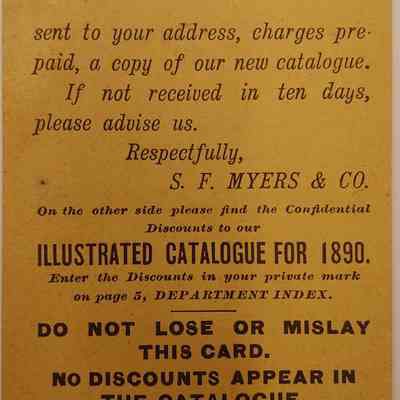 sent to your address, charges pre-
paid, a copy of our new catalogue.
If not received in ten days,
please advise us.
Respectfully,
S. F. MYERS & CO.
On the other side please find the Confidential
Discounts to our
ILLUSTRATED CATALOGUE FOR 1890.
Enter the Discounts in your private mark
on page 5, DEPARTMENT INDEX.
DO NOT LOSE OR MISLAY
THIS CARD.
NO DISCOUNTS APPEAR IN
THE CATALOGUE